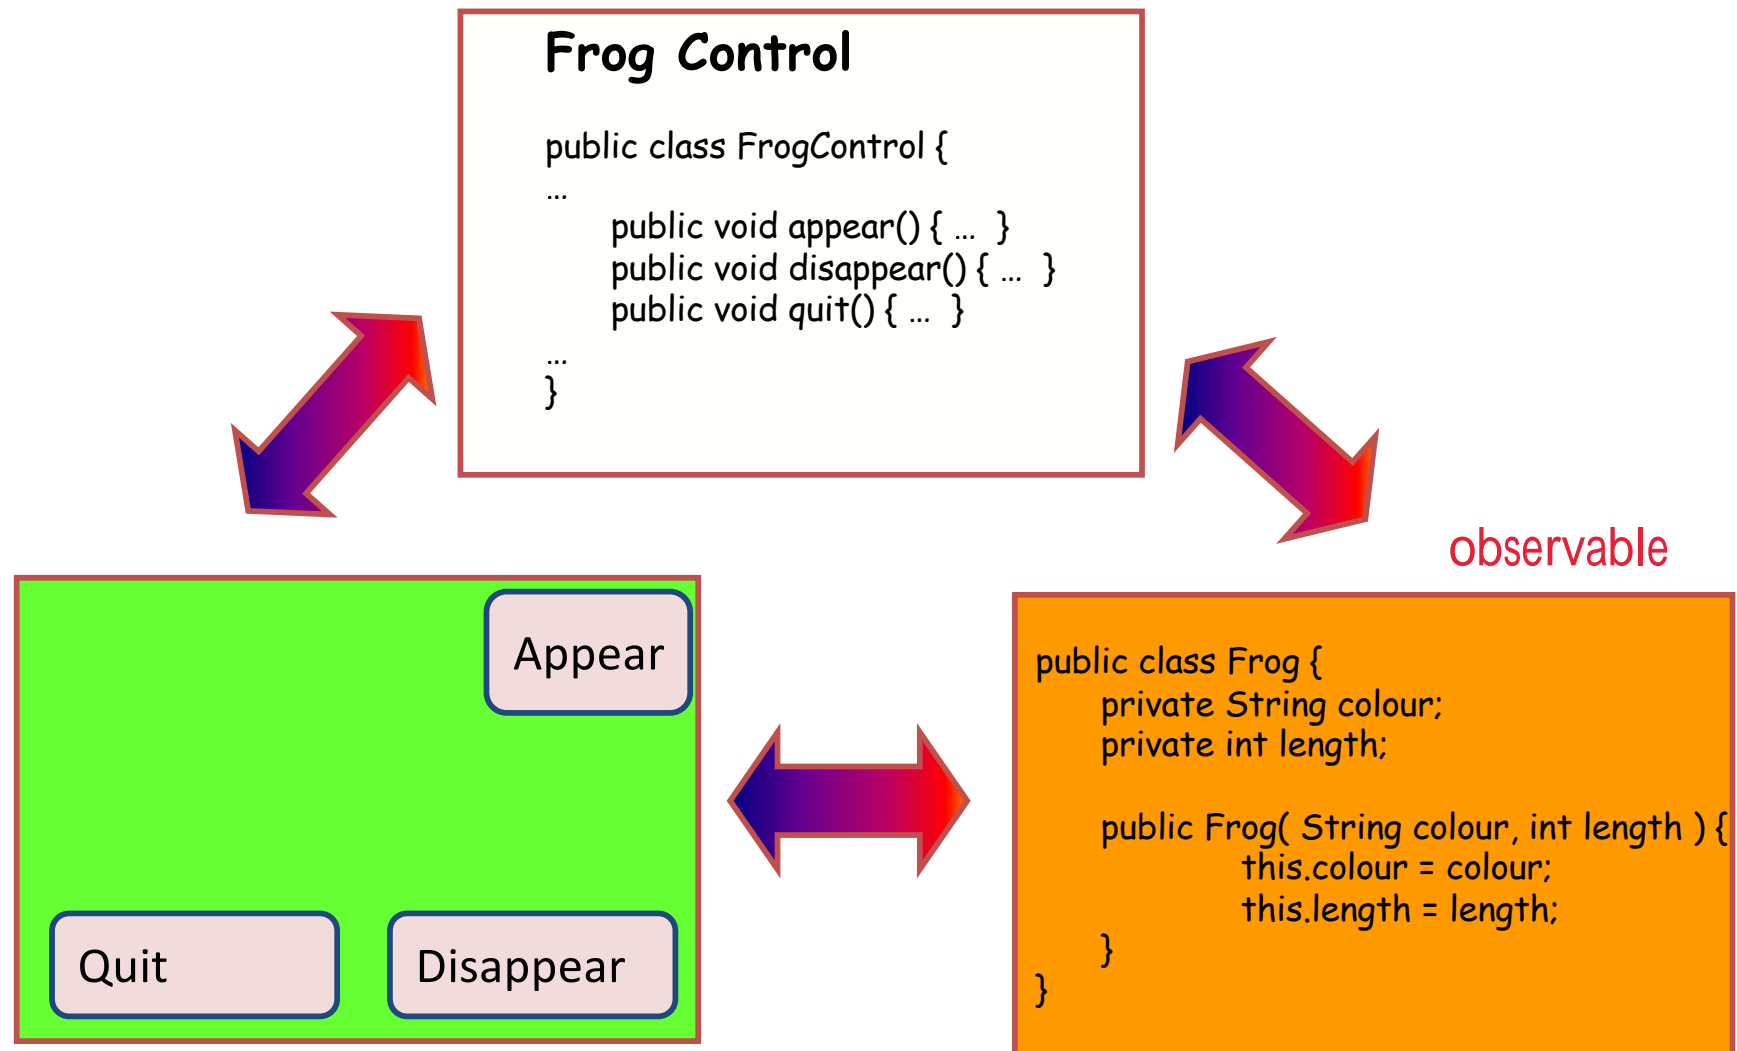 Frog Control
public class FrogControl {
...
public void appear() { ... }
public void disappear() { ... }
public void quit() { ... }
...
}
observable
Appear
Quit
Disappear
public class Frog {
private String colour;
private int length;
public Frog( String colour, int length ) {
this.colour = colour;
this.length = length;
}
}